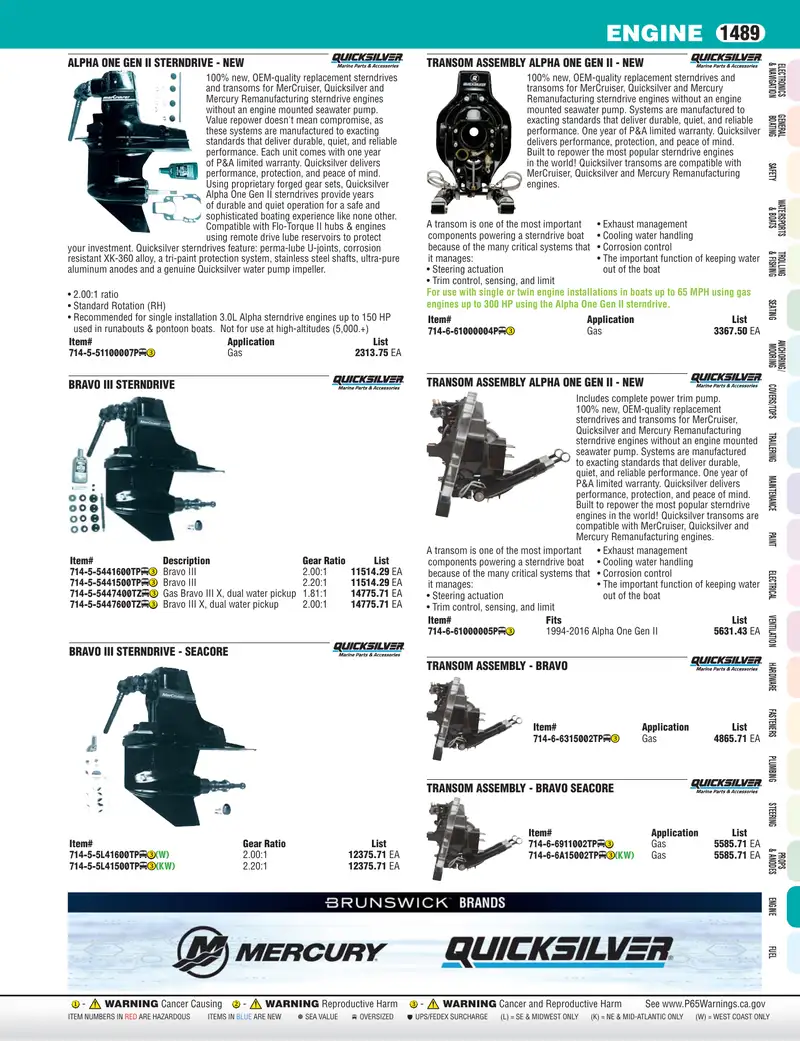 ENGINE 1489
ALPHA ONE GEN II STERNDRIVE - NEW
QUICKSILVER
Marine Parts & Accessories
100% new, OEM-quality replacement sterndrives
and transoms for MerCruiser, Quicksilver and
Mercury Remanufacturing sterndrive engines
without an engine mounted seawater pump.
Value repower doesn't mean compromise, as
these systems are manufactured to exacting
standards that deliver durable, quiet, and reliable
performance. Each unit comes with one year
of P&A limited warranty. Quicksilver delivers
performance, protection, and peace of mind.
Using proprietary forged gear sets, Quicksilver
Alpha One Gen II sterndrives provide years
of durable and quiet operation for a safe and
sophisticated boating experience like none other.
Compatible with Flo-Torque II hubs & engines
using remote drive lube reservoirs to protect
your investment. Quicksilver sterndrives feature: perma-lube U-joints, corrosion
resistant XK-360 alloy, a tri-paint protection system, stainless steel shafts, ultra-pure
aluminum anodes and a genuine Quicksilver water pump impeller.
• 2.00:1 ratio
• Standard Rotation (RH)
• Recommended for single installation 3.0L Alpha sterndrive engines up to 150 HP
used in runabouts & pontoon boats. Not for use at high-altitudes (5,000.+)
Item# Application List
714-5-51100007P 3 Gas 2313.75 EA
BRAVO III STERNDRIVE
QUICKSILVER
Marine Parts & Accessories
Item# Description Gear Ratio List
714-5-5441600TP 3 Bravo III 2.00:1 11514.29 EA
714-5-5441500TP 3 Bravo III 2.20:1 11514.29 EA
714-5-5447400TZ 3 Gas Bravo III X, dual water pickup 1.81:1 14775.71 EA
714-5-5447600TZ 3 Bravo III X, dual water pickup 2.00:1 14775.71 EA
BRAVO III STERNDRIVE - SEACORE
QUICKSILVER
Marine Parts & Accessories
Item# Gear Ratio List
714-5-5L41600TP 3 (W) 2.00:1 12375.71 EA
714-5-5L41500TP 3 (KW) 2.20:1 12375.71 EA
TRANSOM ASSEMBLY ALPHA ONE GEN II - NEW
QUICKSILVER
Marine Parts & Accessories
100% new, OEM-quality replacement sterndrives and
transoms for MerCruiser, Quicksilver and Mercury
Remanufacturing sterndrive engines without an engine
mounted seawater pump. Systems are manufactured to
exacting standards that deliver durable, quiet, and reliable
performance. One year of P&A limited warranty. Quicksilver
delivers performance, protection, and peace of mind.
Built to repower the most popular sterndrive engines
in the world! Quicksilver transoms are compatible with
MerCruiser, Quicksilver and Mercury Remanufacturing
engines.
A transom is one of the most important
components powering a sterndrive boat
because of the many critical systems that
it manages:
• Steering actuation
• Trim control, sensing, and limit
• Exhaust management
• Cooling water handling
• Corrosion control
• The important function of keeping water
out of the boat
For use with single or twin engine installations in boats up to 65 MPH using gas
engines up to 300 HP using the Alpha One Gen II sterndrive.
Item# Application List
714-6-61000004P 3 Gas 3367.50 EA
TRANSOM ASSEMBLY ALPHA ONE GEN II - NEW
QUICKSILVER
Marine Parts & Accessories
Includes complete power trim pump.
100% new, OEM-quality replacement
sterndrives and transoms for MerCruiser,
Quicksilver and Mercury Remanufacturing
sterndrive engines without an engine mounted
seawater pump. Systems are manufactured
to exacting standards that deliver durable,
quiet, and reliable performance. One year of
P&A limited warranty. Quicksilver delivers
performance, protection, and peace of mind.
Built to repower the most popular sterndrive
engines in the world! Quicksilver transoms are
compatible with MerCruiser, Quicksilver and
Mercury Remanufacturing engines.
A transom is one of the most important
components powering a sterndrive boat
because of the many critical systems that
it manages:
• Steering actuation
• Trim control, sensing, and limit
• Exhaust management
• Cooling water handling
• Corrosion control
• The important function of keeping water
out of the boat
Item# Fits List
714-6-61000005P 3 1994-2016 Alpha One Gen II 5631.43 EA
TRANSOM ASSEMBLY - BRAVO
QUICKSILVER
Marine Parts & Accessories
Item# Application List
714-6-6315002TP 3 Gas 4865.71 EA
TRANSOM ASSEMBLY - BRAVO SEACORE
QUICKSILVER
Marine Parts & Accessories
Item# Application List
714-6-6911002TP 3 Gas 5585.71 EA
714-6-6A15002TP 3 (KW) Gas 5585.71 EA
BRUNSWICK BRANDS
MERCURY
QUICKSILVER
ELECTRONICS
& NAVIGATION
GENERAL
BOATING
SAFETY
WATERSPORTS
& BOATS
TROLLING
& FISHING
SEATING
ANCHORING/
MOORING
COVERS/TOPS
TRAILERING
MAINTENANCE
PAINT
ELECTRICAL
VENTILATION
HARDWARE
FASTENERS
PLUMBING
STEERING
PROPS
& ANODES
ENGINE
FUEL
1 - WARNING Cancer Causing 2 - WARNING Reproductive Harm 3 - WARNING Cancer and Reproductive Harm See www.P65Warnings.ca.gov
ITEM NUMBERS IN RED ARE HAZARDOUS ITEMS IN BLUE ARE NEW SEA VALUE OVERSIZED UPS/FEDEX SURCHARGE (L) = SE & MIDWEST ONLY (K) = NE & MID-ATLANTIC ONLY (W) = WEST COAST ONLY